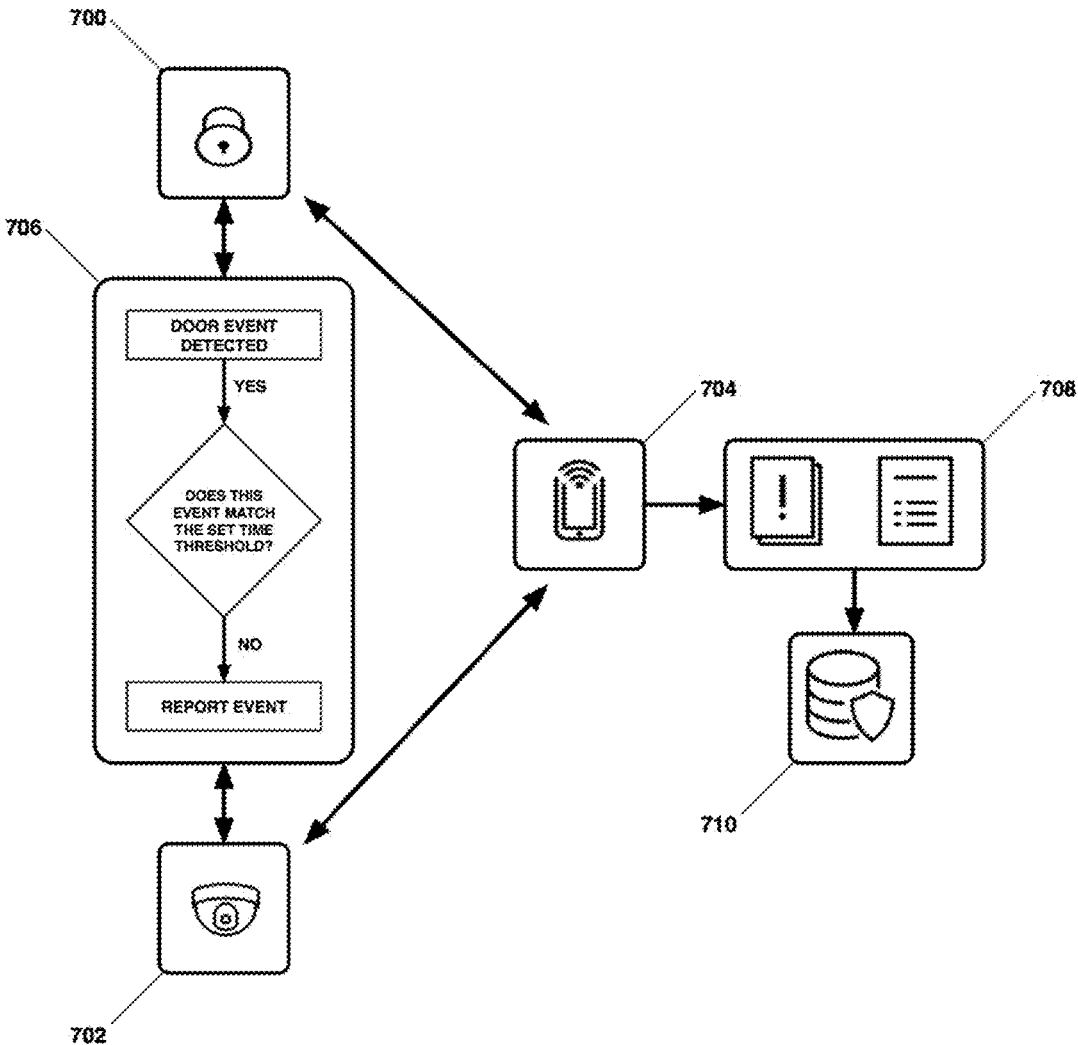 700
706
DOOR EVENT
DETECTED
YES
704
708
DOES THIS
EVENT MATCH
THE SET TIME
THRESHOLD?
NO
REPORT EVENT
710
702